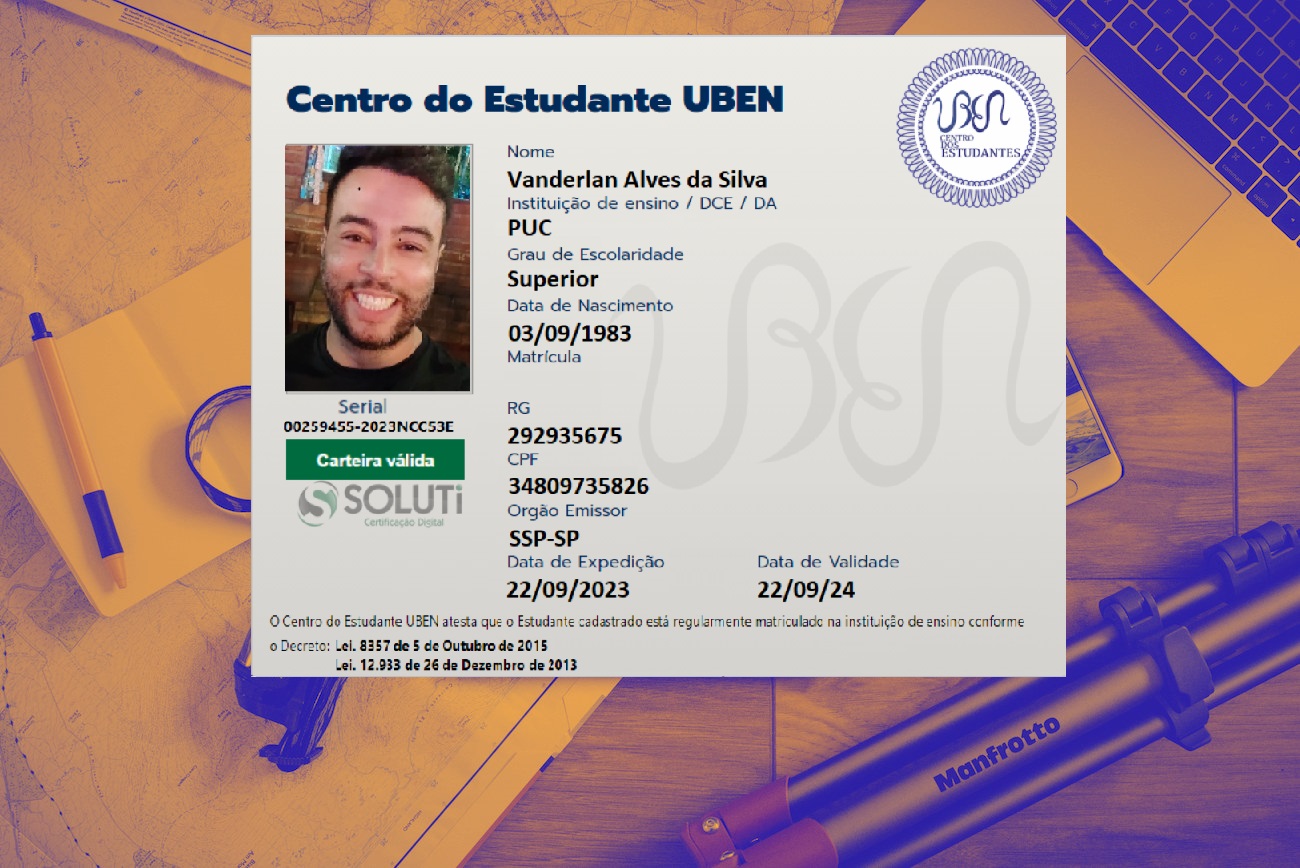 Centro do Estudante UBEN
UBEN
CENTRO
DOS
ESTUDANTES
Nome
Vanderlan Alves da Silva
Instituição de ensino / DCE / DA
PUC
Grau de Escolaridade
Superior
Data de Nascimento
03/09/1983
Matrícula
Serial
00259455-2023NCC53E
Carteira válida
SOLUTi
Certificação Digital
RG
292935675
CPF
34809735826
Orgão Emissor
SSP-SP
Data de Expedição
22/09/2023
Data de Validade
22/09/24
UBEN
O Centro do Estudante UBEN atesta que o Estudante cadastrado está regularmente matriculado na instituição de ensino conforme
o Decreto: Lei. 8357 de 5 de Outubro de 2015
Lei. 12.933 de 26 de Dezembro de 2013
Manfrotto